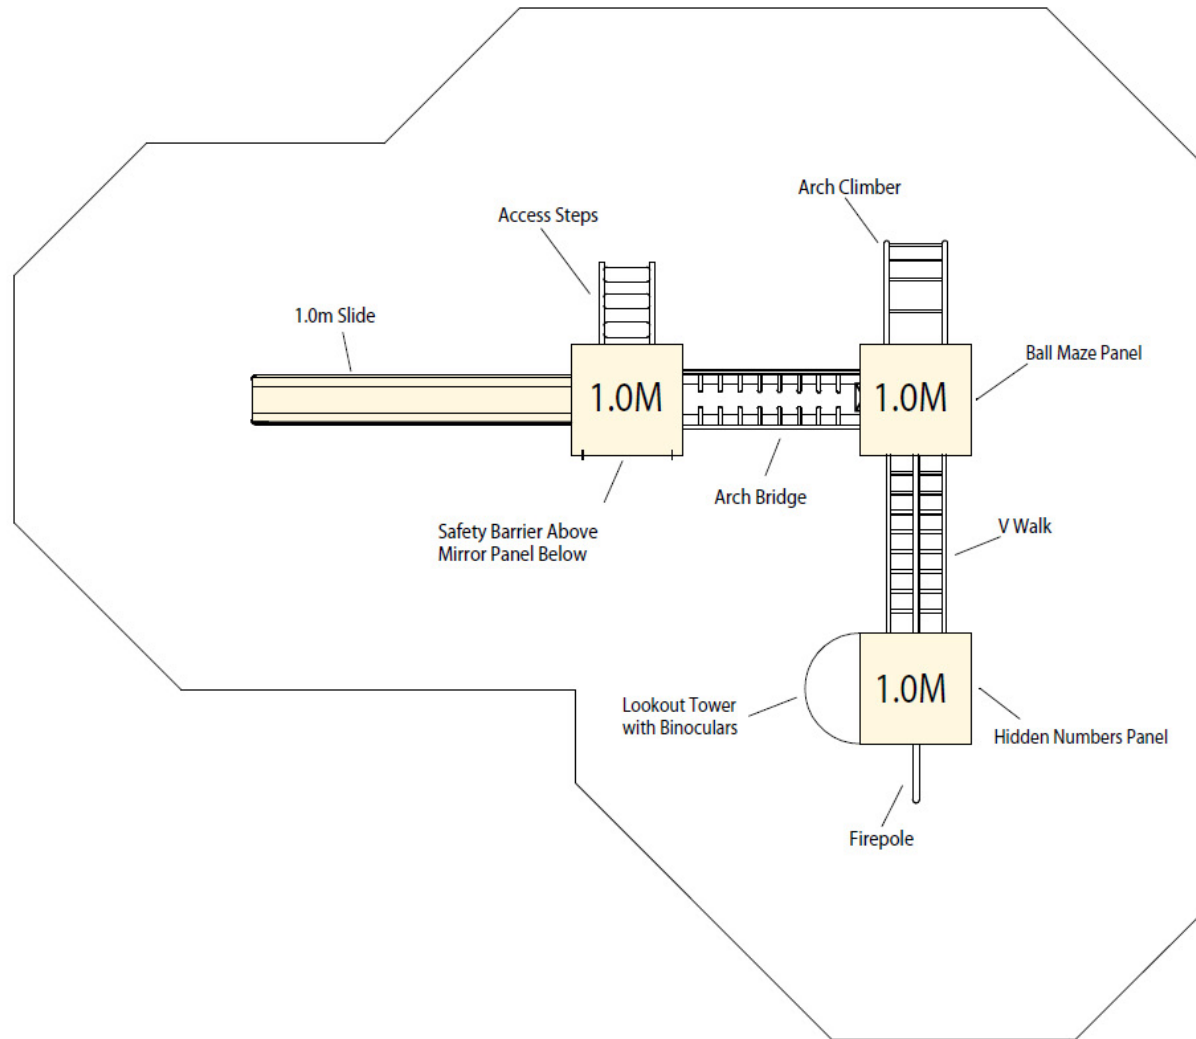 Arch Climber
Access Steps
1.0m Slide
Ball Maze Panel
1.0M
1.0M
Arch Bridge
Safety Barrier Above
Mirror Panel Below
V Walk
1.0M
Lookout Tower
with Binoculars
Hidden Numbers Panel
Firepole